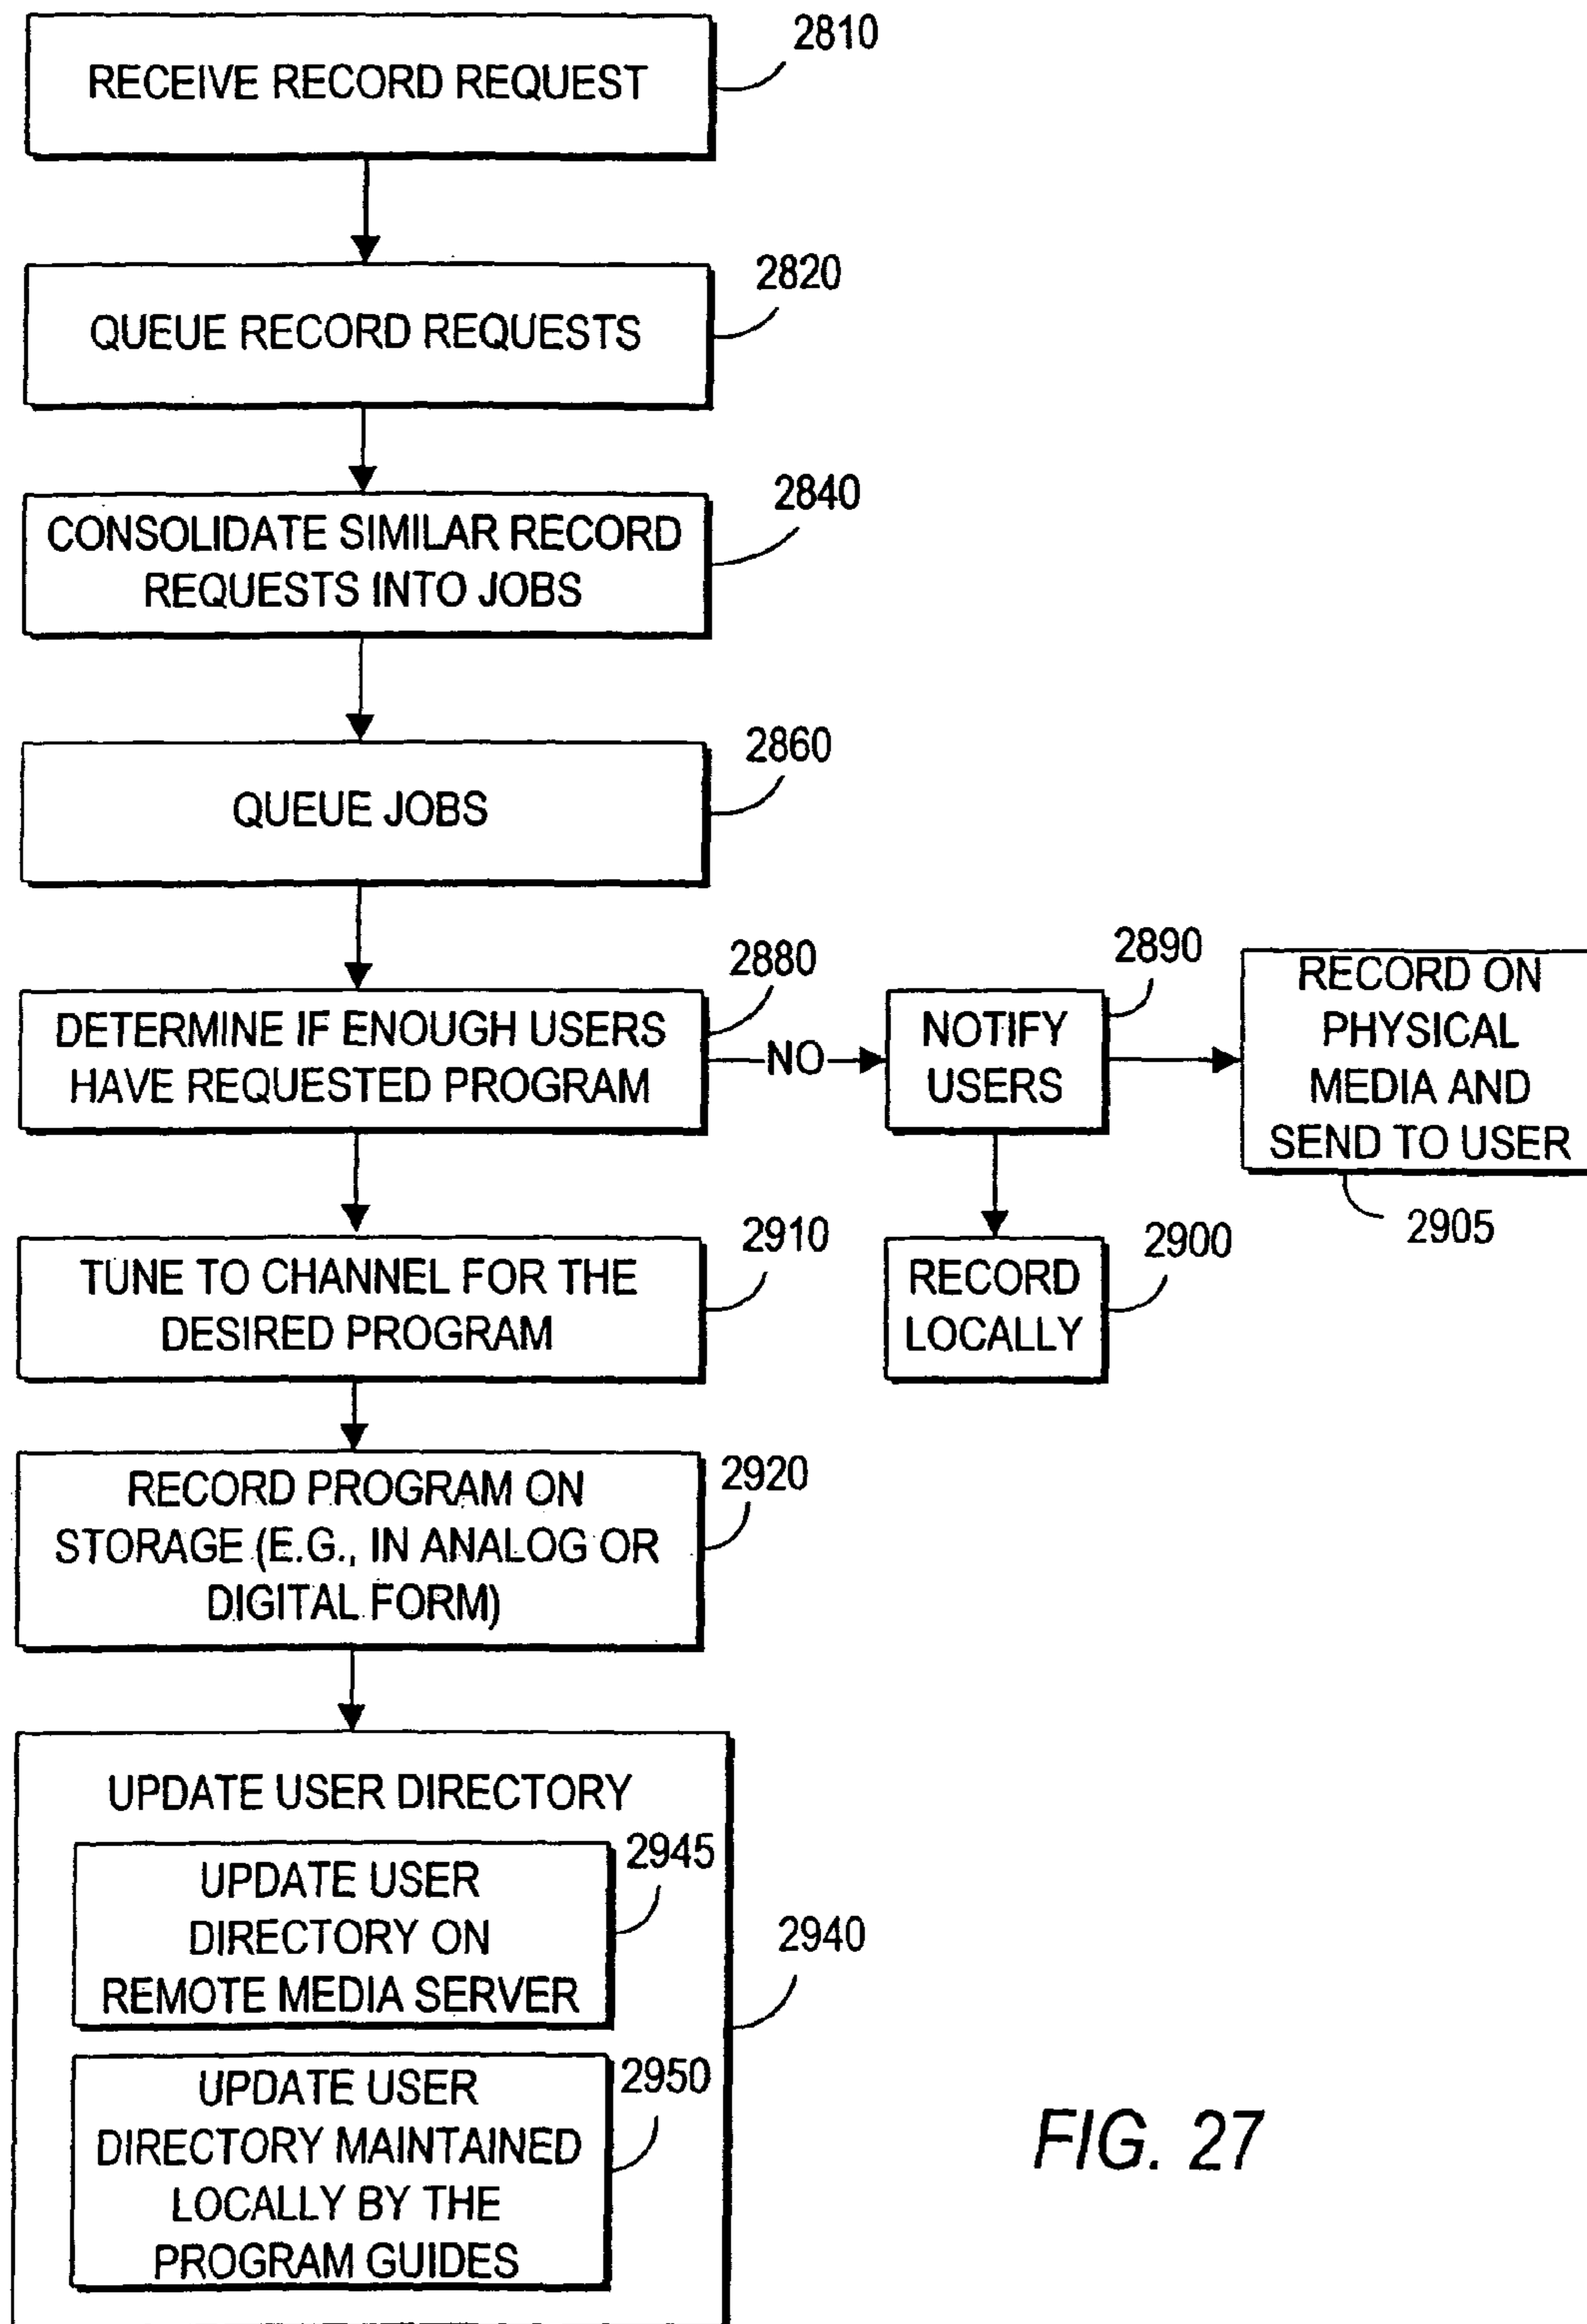 RECEIVE RECORD REQUEST
2810
QUEUE RECORD REQUESTS
2820
CONSOLIDATE SIMILAR RECORD
REQUESTS INTO JOBS
2840
QUEUE JOBS
2860
DETERMINE IF ENOUGH USERS
HAVE REQUESTED PROGRAM
2880
NO
NOTIFY
USERS
2890
RECORD ON
PHYSICAL
MEDIA AND
SEND TO USER
2905
RECORD
LOCALLY
2900
TUNE TO CHANNEL FOR THE
DESIRED PROGRAM
2910
RECORD PROGRAM ON
STORAGE (E.G., IN ANALOG OR
DIGITAL FORM)
2920
UPDATE USER DIRECTORY
2940
UPDATE USER
DIRECTORY ON
REMOTE MEDIA SERVER
2945
UPDATE USER
DIRECTORY MAINTAINED
LOCALLY BY THE
PROGRAM GUIDES
2950
FIG. 27